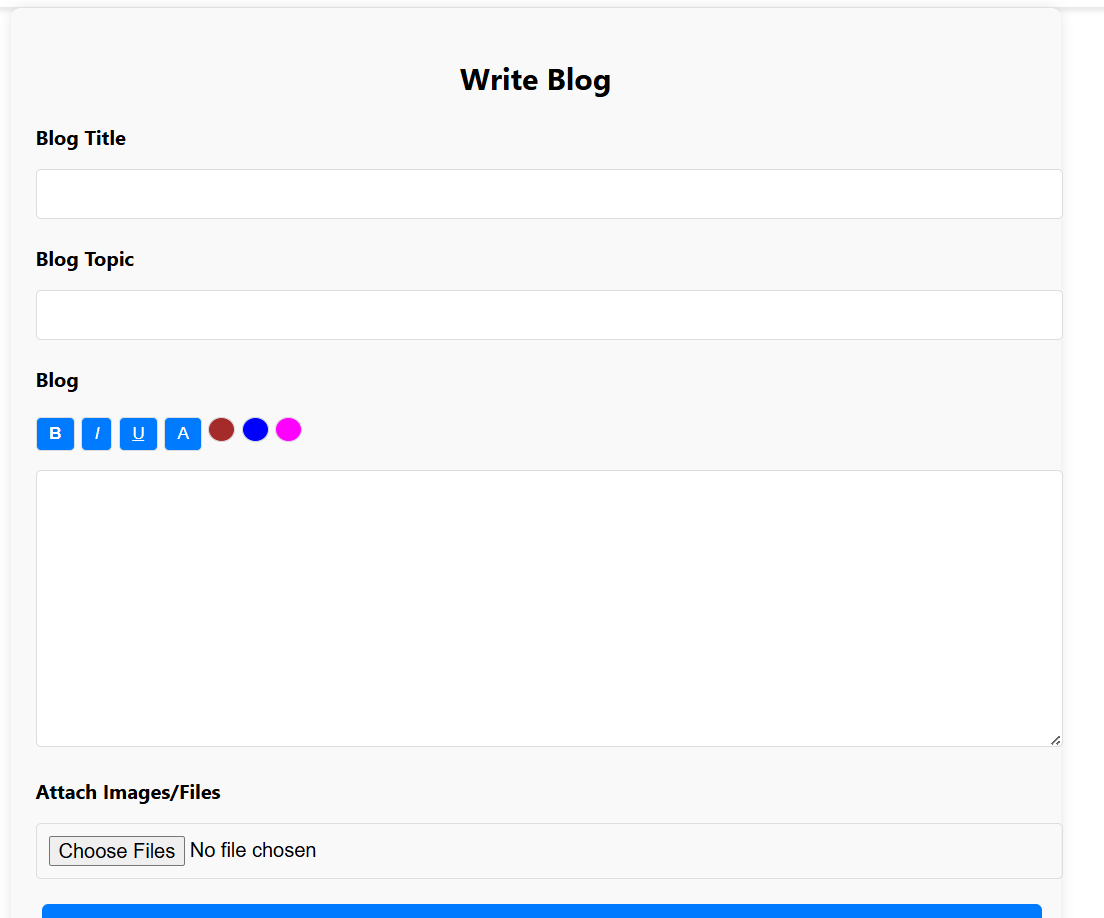 Write Blog
Blog Title
Blog Topic
Blog
B I U A
Attach Images/Files
Choose Files No file chosen